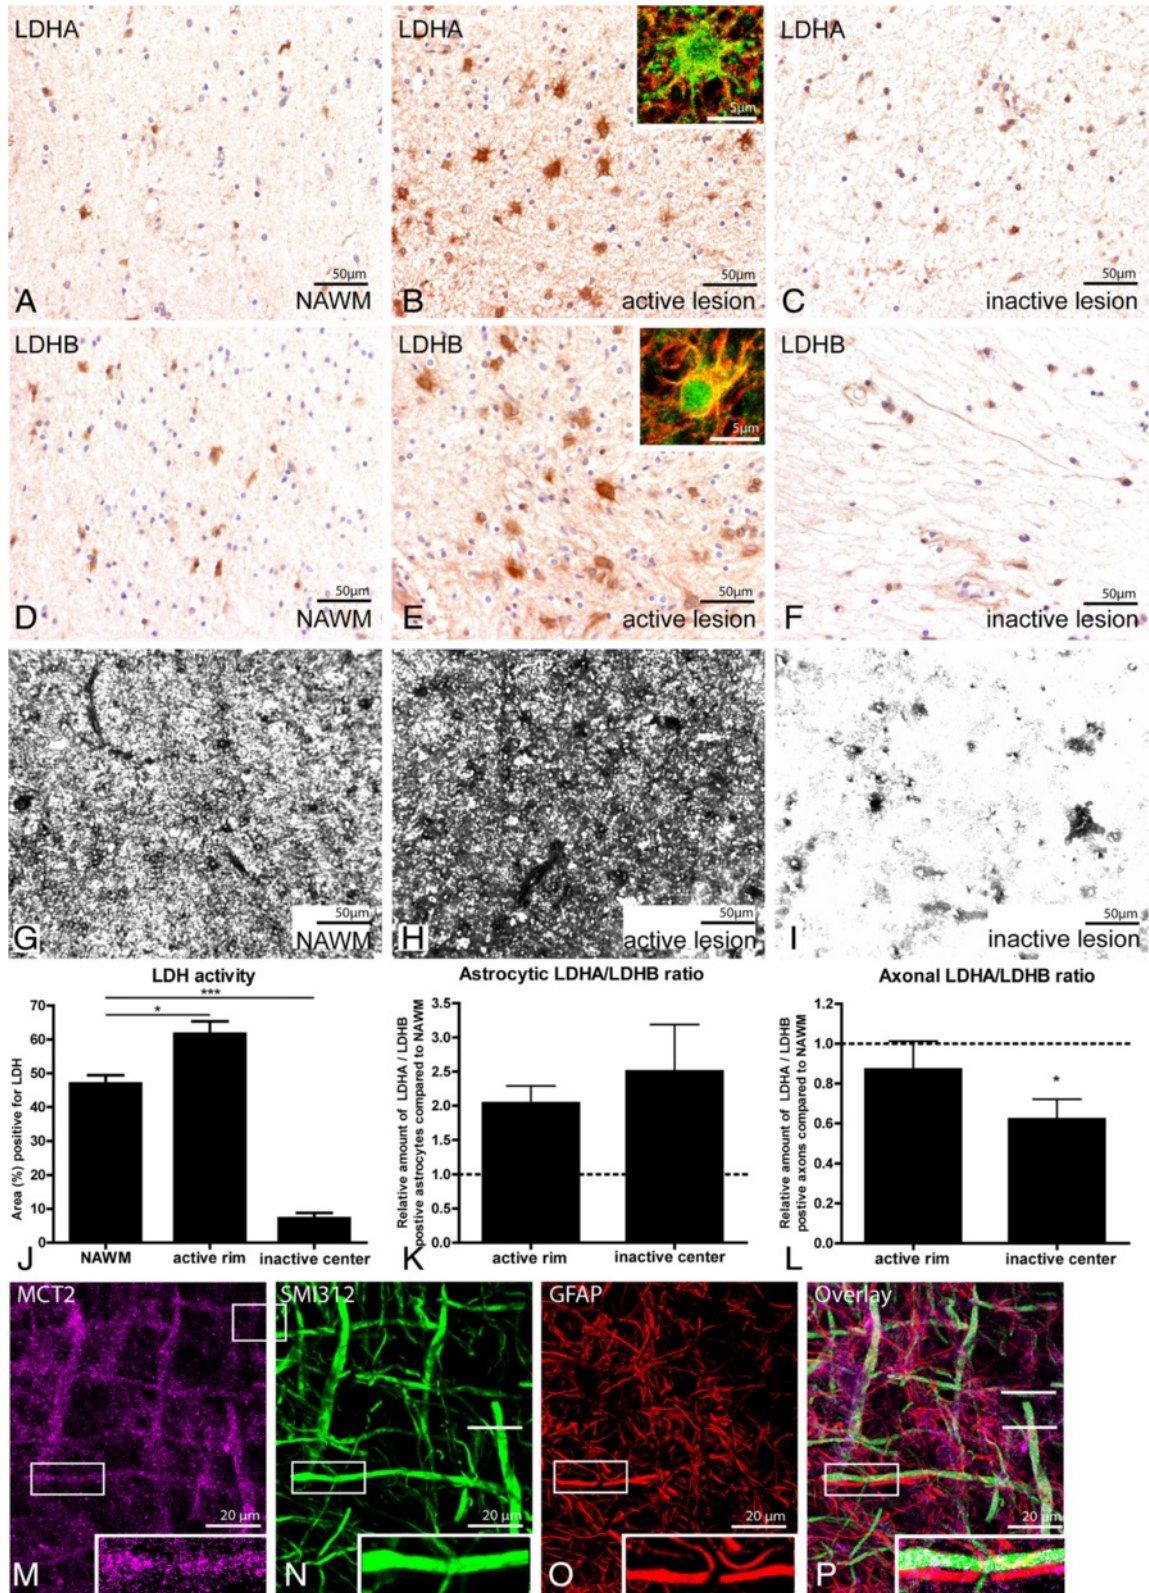 LDHA
50µm
A
NAWM
LDHA
5µm
50µm
B
active lesion
LDHA
50µm
C
inactive lesion
LDHB
50µm
D
NAWM
LDHB
5µm
50µm
E
active lesion
LDHB
50µm
F
inactive lesion
50µm
G
NAWM
50µm
H
active lesion
50µm
I
inactive lesion
LDH activity
Area (%) positive for LDH
70
60
50
40
30
20
10
0
*
***
NAWM
active rim
inactive center
J
Astrocytic LDHA/LDHB ratio
Relative amount of LDHA / LDHB
postive astrocytes compared to NAWM
3.5
3.0
2.5
2.0
1.5
1.0
0.5
0.0
active rim
inactive center
K
Axonal LDHA/LDHB ratio
Relative amount of LDHA / LDHB
postive axons compared to NAWM
1.2
1.0
0.8
0.6
0.4
0.2
0.0
*
active rim
inactive center
L
MCT2
20 µm
M
SMI312
20 µm
N
GFAP
20 µm
O
Overlay
20 µm
P